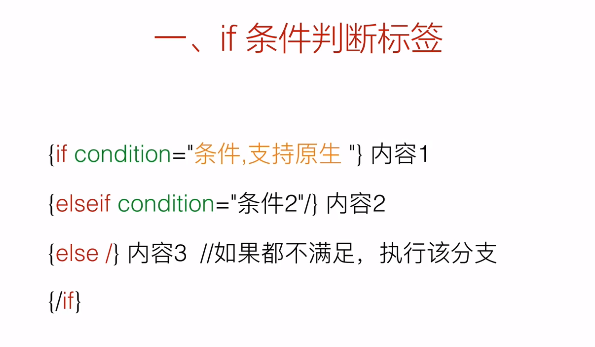 一、if 条件判断标签
{if condition="条件,支持原生 "} 内容1
{elseif condition="条件2"/} 内容2
{else /} 内容3  //如果都不满足，执行该分支
{/if}